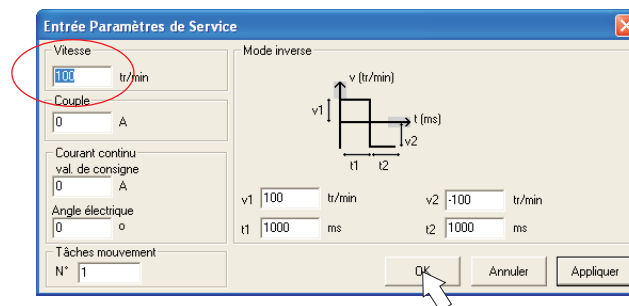 Entrée Paramètres de Service
Vitesse
100 tr/min
Couple
0 A
Courant continu
val. de consigne
0 A
Angle électrique
0 o
Tâches mouvement
N° 1
Mode inverse
v (tr/min)
v1
t (ms)
v2
t1 t2
v1 100 tr/min v2 -100 tr/min
t1 1000 ms t2 1000 ms
OK Annuler Appliquer